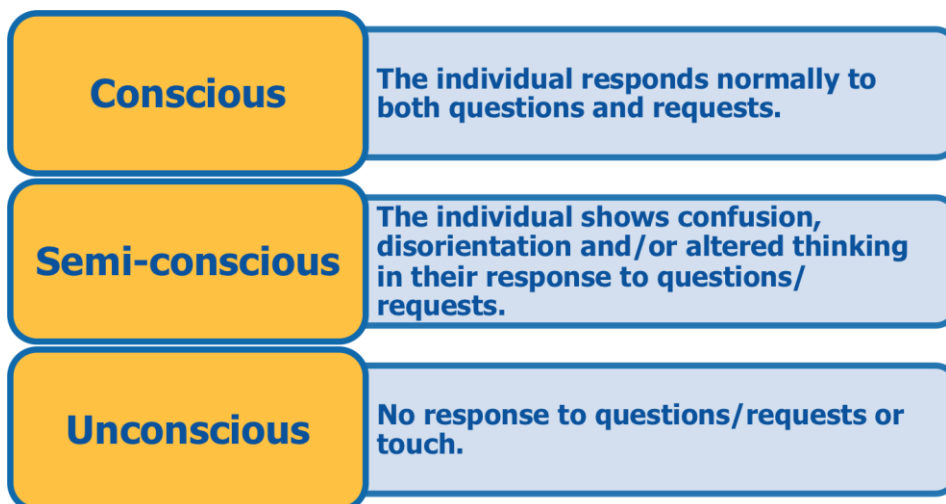 Conscious
The individual responds normally to
both questions and requests.
Semi-conscious
The individual shows confusion,
disorientation and/or altered thinking
in their response to questions/
requests.
Unconscious
No response to questions/requests or
touch.